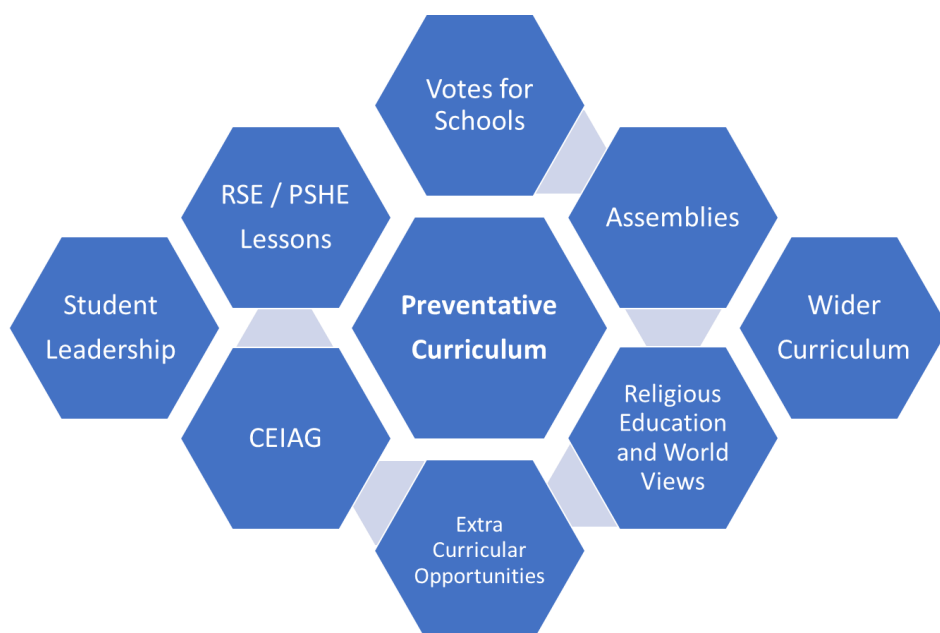 Votes for
Schools
RSE / PSHE
Lessons
Assemblies
Student
Leadership
Preventative
Curriculum
Wider
Curriculum
CEIAG
Religious
Education
and World
Views
Extra
Curricular
Opportunities